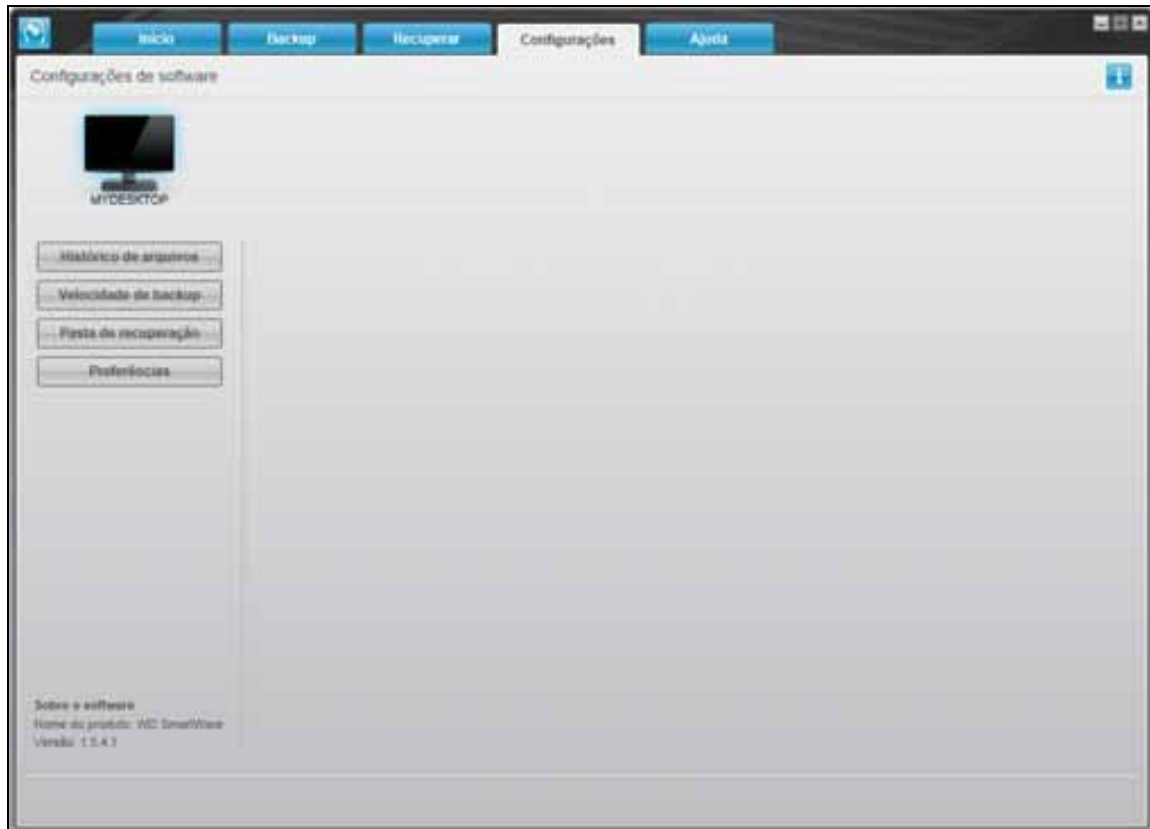 Início
Backup
Recuperar
Configurações
Ajuda
Configurações de software
MYDESKTOP
Histórico de arquivos
Velocidade de backup
Pasta de recuperação
Preferências
Sobre o software
Nome do produto: WD SmartWare
Versão: 1.5.4.1